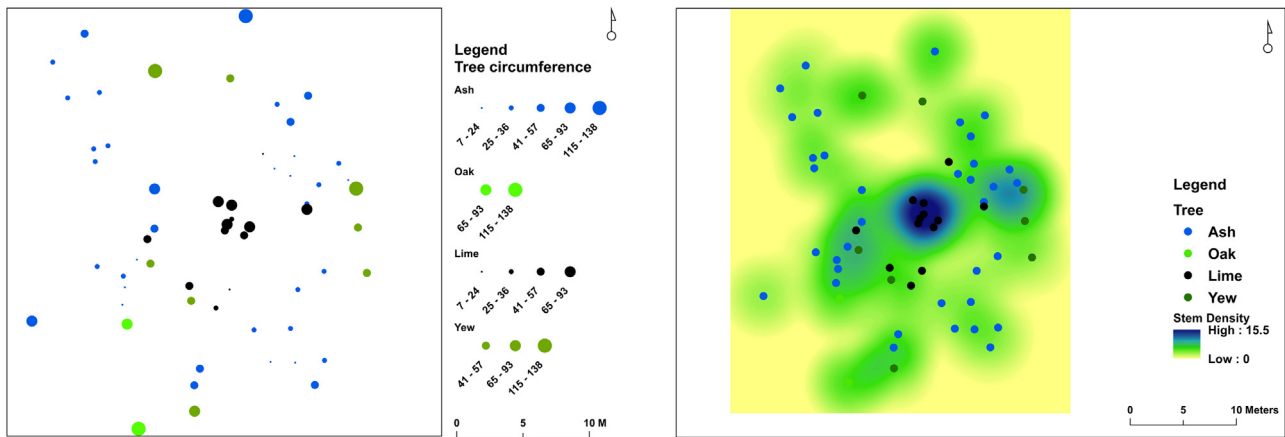 Legend
Tree circumference
Ash
7 - 24
25 - 36
41 - 57
65 - 93
115 - 138
Oak
65 - 93
115 - 138
Lime
7 - 24
25 - 36
41 - 57
65 - 93
Yew
41 - 57
65 - 93
115 - 138
0 5 10 M
Legend
Tree
Ash
Oak
Lime
Yew
Stem Density
High : 15.5
Low : 0
0 5 10 Meters